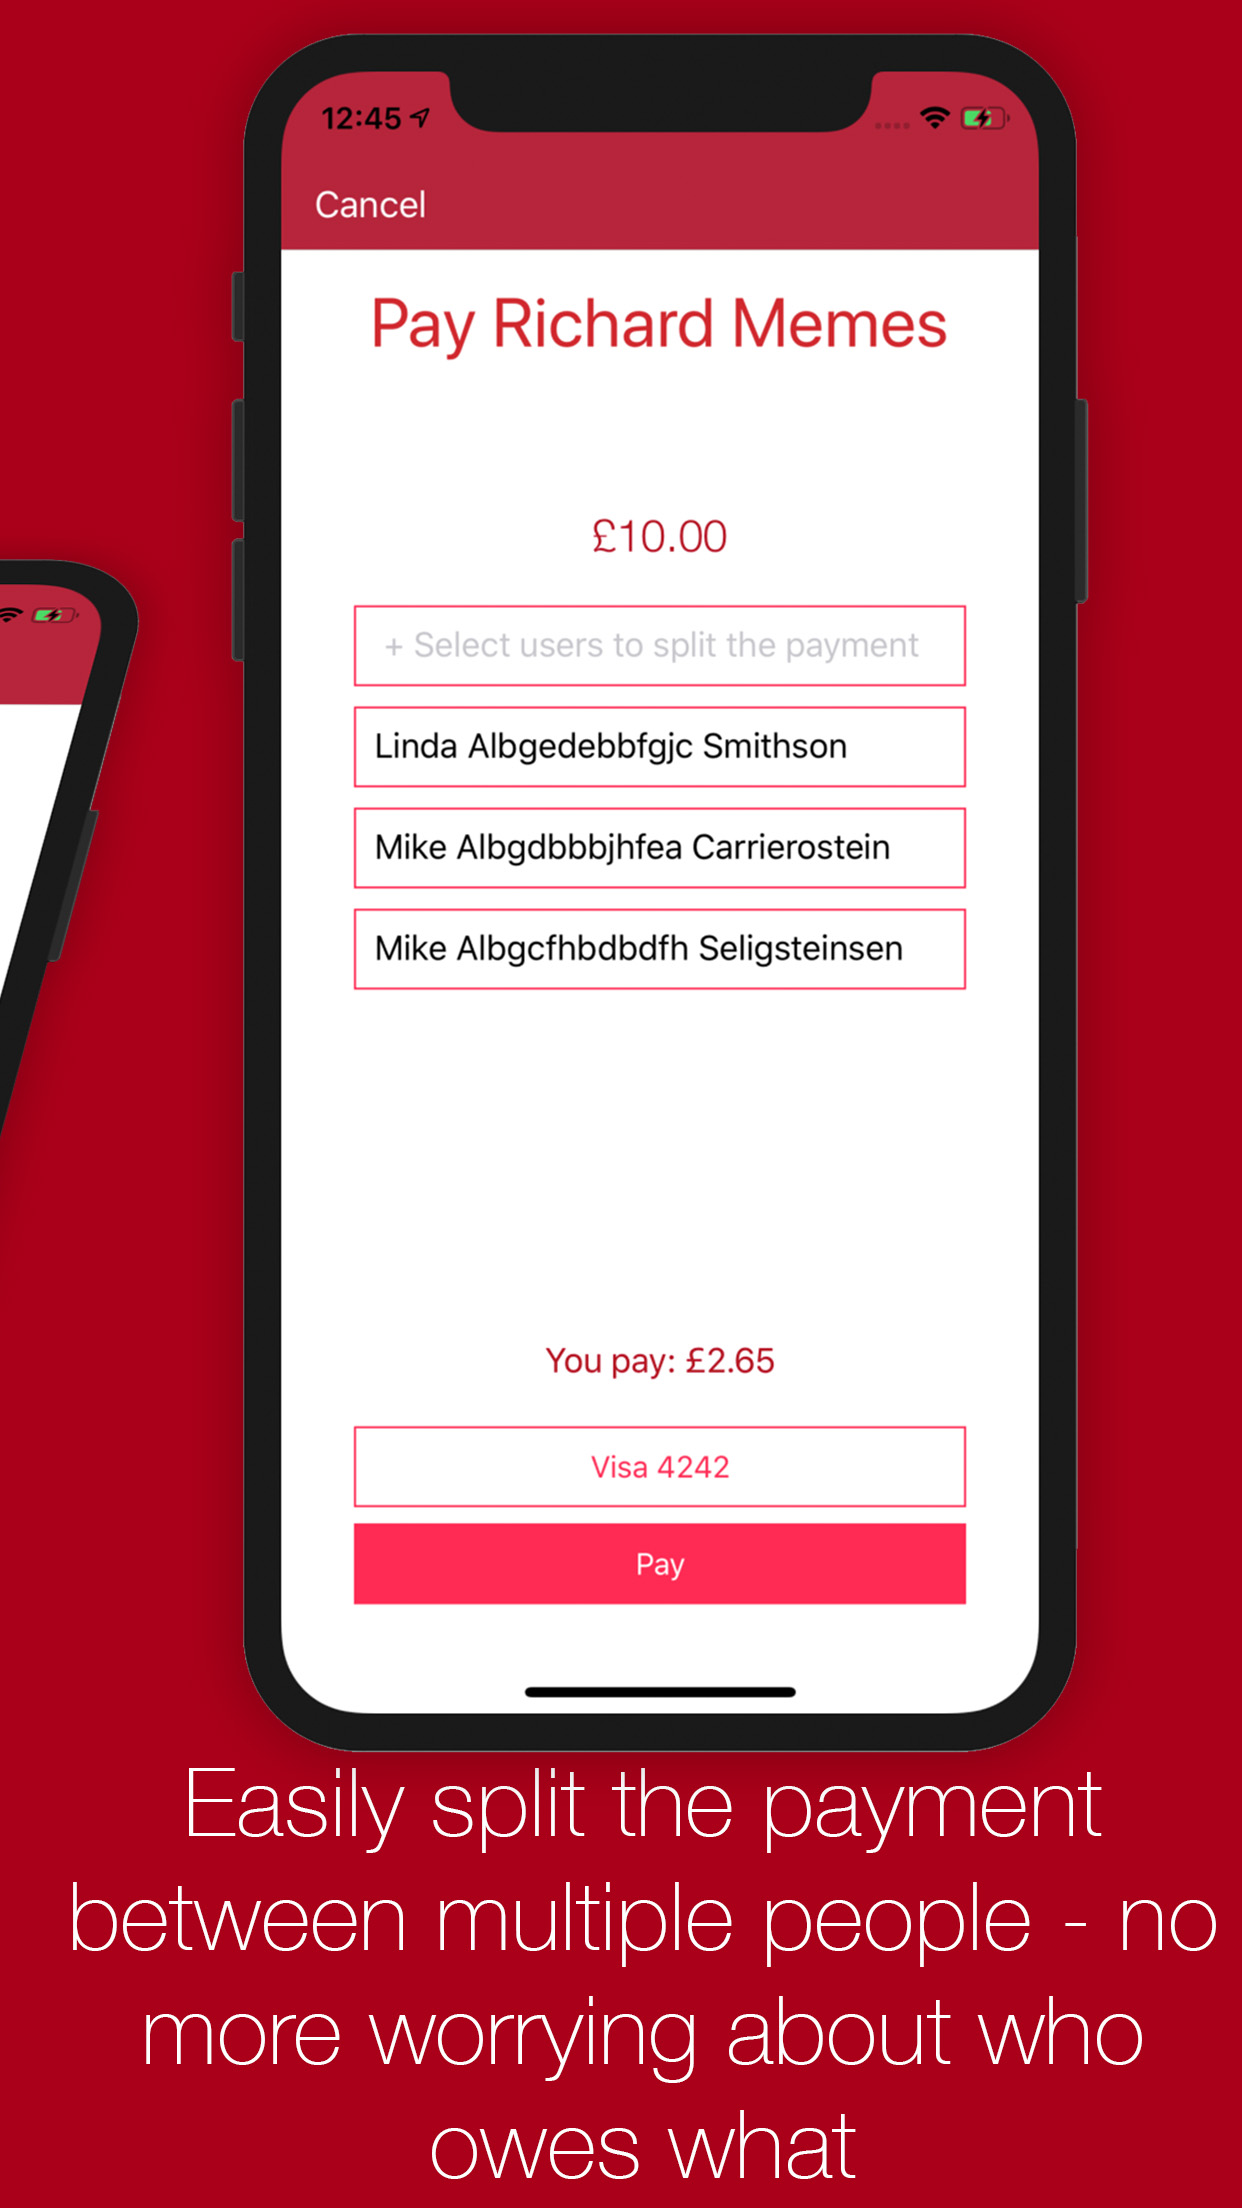 12:45
Cancel
Pay Richard Memes
£10.00
+ Select users to split the payment
Linda Albgedebbfgjc Smithson
Mike Albgdbbbjhfea Carrierostein
Mike Albgcfhbdbdfh Seligsteinsen
You pay: £2.65
Visa 4242
Pay
Easily split the payment
between multiple people - no
more worrying about who
owes what